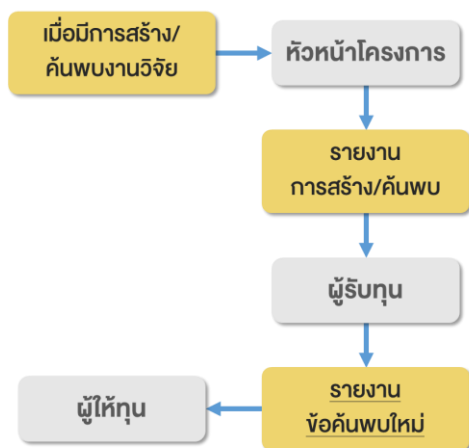 เมื่อมีการสร้าง/
ค้นพบงานวิจัย
หัวหน้าโครงการ
รายงาน
การสร้าง/ค้นพบ
ผู้รับทุน
รายงาน
ข้อค้นพบใหม่
ผู้ให้ทุน